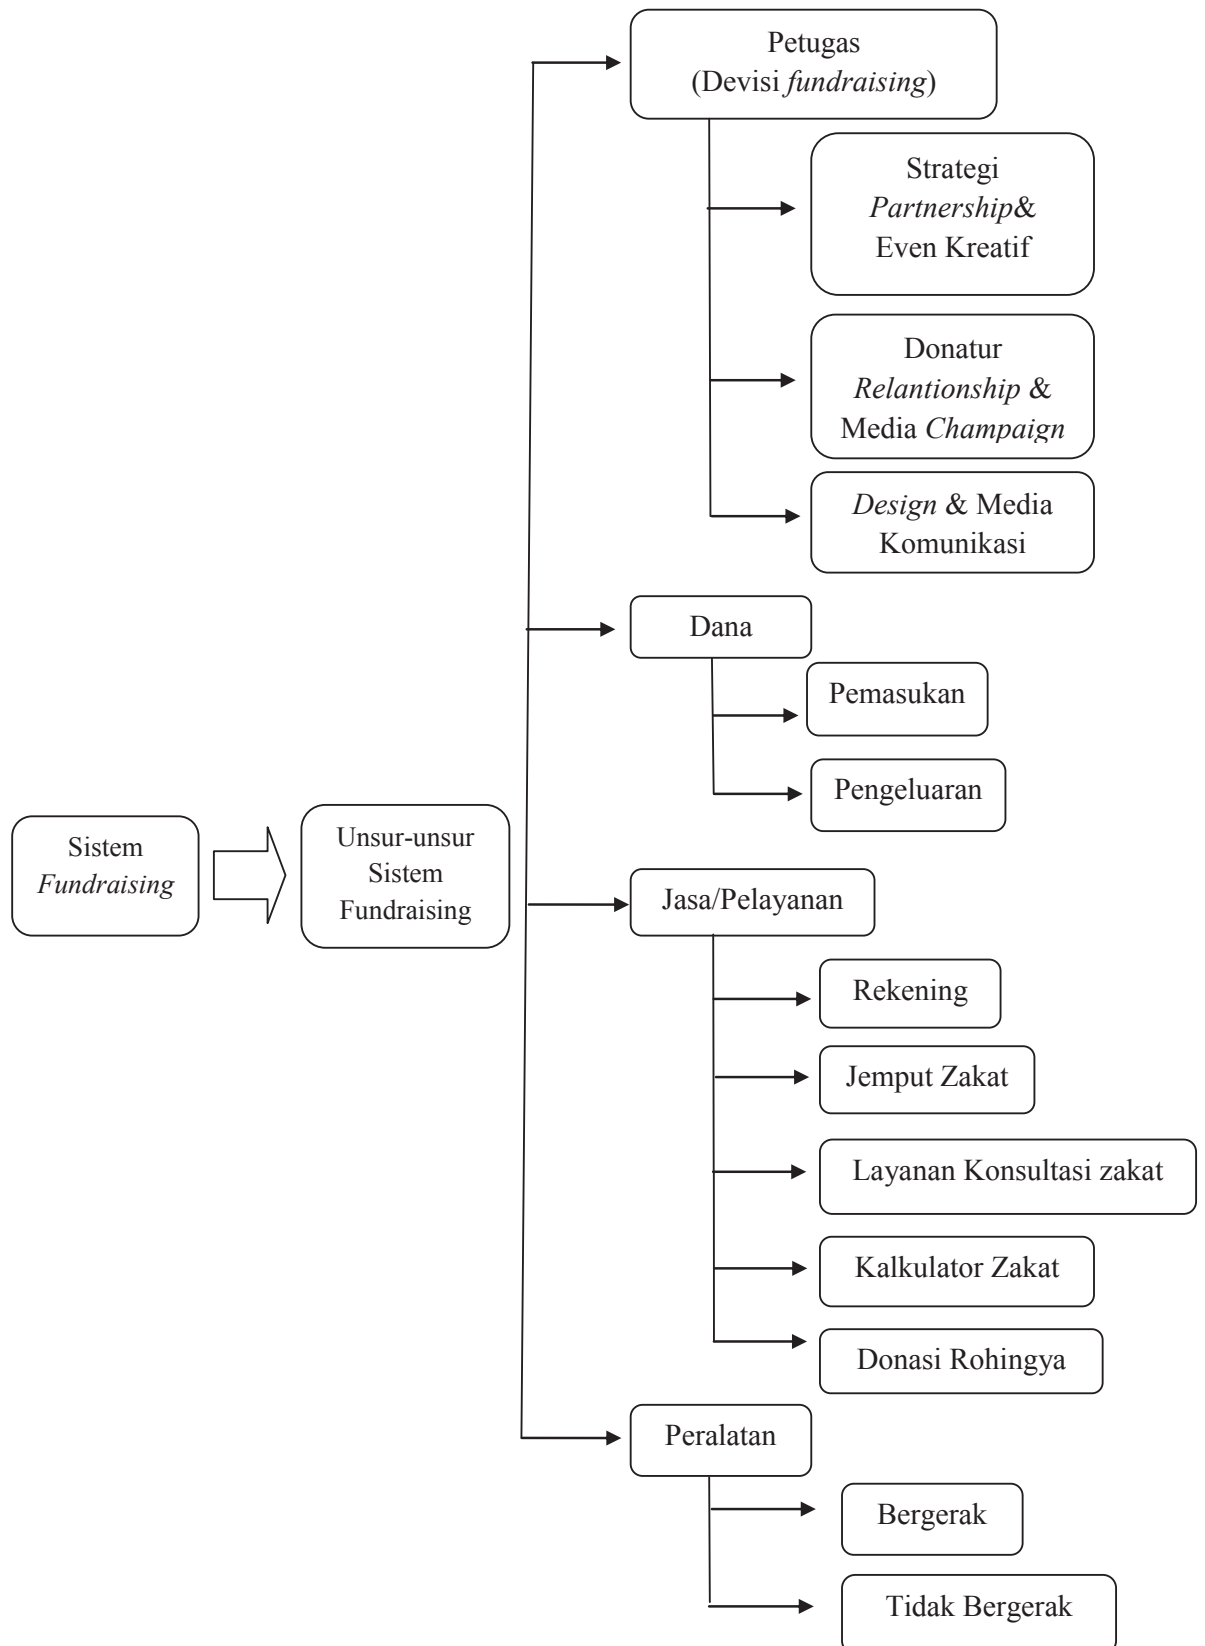 Petugas
(Devisi fundraising)
Strategi
Partnership&
Even Kreatif
Donatur
Relantionship &
Media Champaign
Design & Media
Komunikasi
Dana
Pemasukan
Pengeluaran
Sistem
Fundraising
Unsur-unsur
Sistem
Fundraising
Jasa/Pelayanan
Rekening
Jemput Zakat
Layanan Konsultasi zakat
Kalkulator Zakat
Donasi Rohingya
Peralatan
Bergerak
Tidak Bergerak